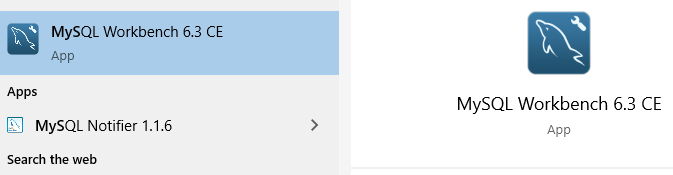 MySQL Workbench 6.3 CE
App
Apps
MySQL Notifier 1.1.6
Search the web
MySQL Workbench 6.3 CE
App